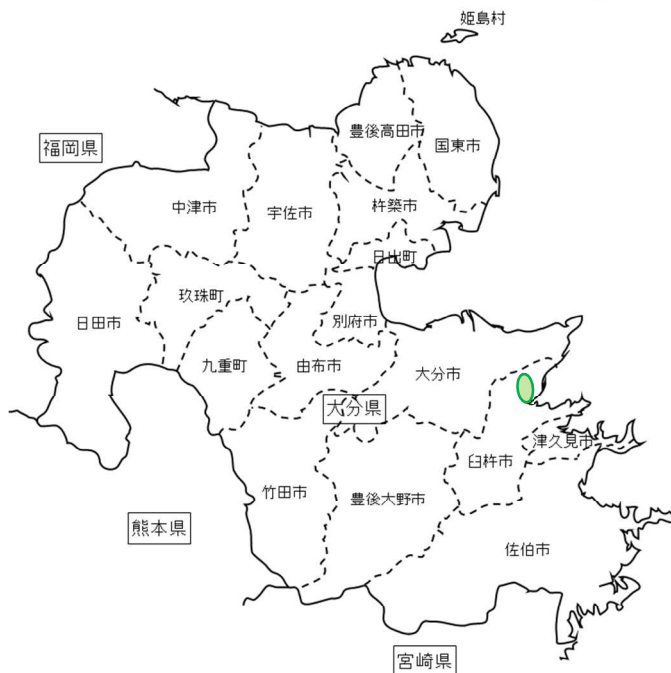 姫島村
豊後高田市
国東市
福岡県
中津市
宇佐市
杵築市
日出町
玖珠町
日田市
別府市
九重町
由布市
大分市
大分県
津久見市
臼杵市
竹田市
豊後大野市
熊本県
佐伯市
宮崎県